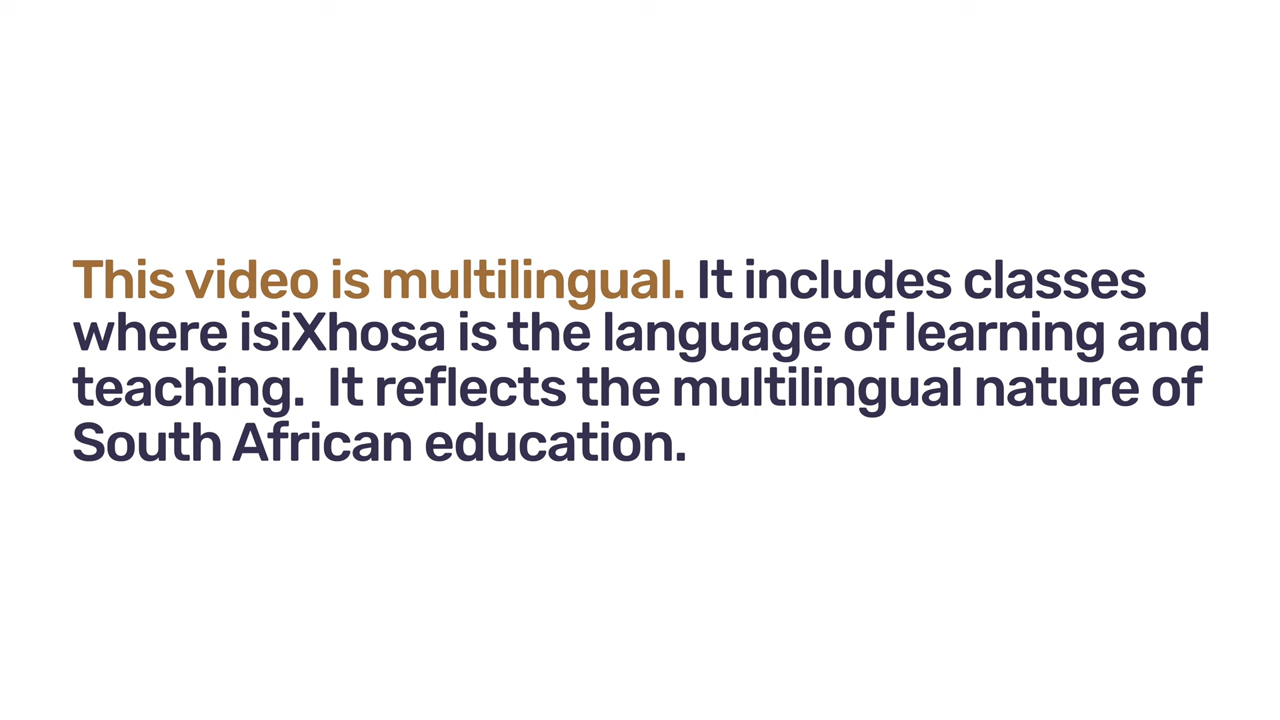 This video is multilingual. It includes classes
where isiXhosa is the language of learning and
teaching.  It reflects the multilingual nature of
South African education.